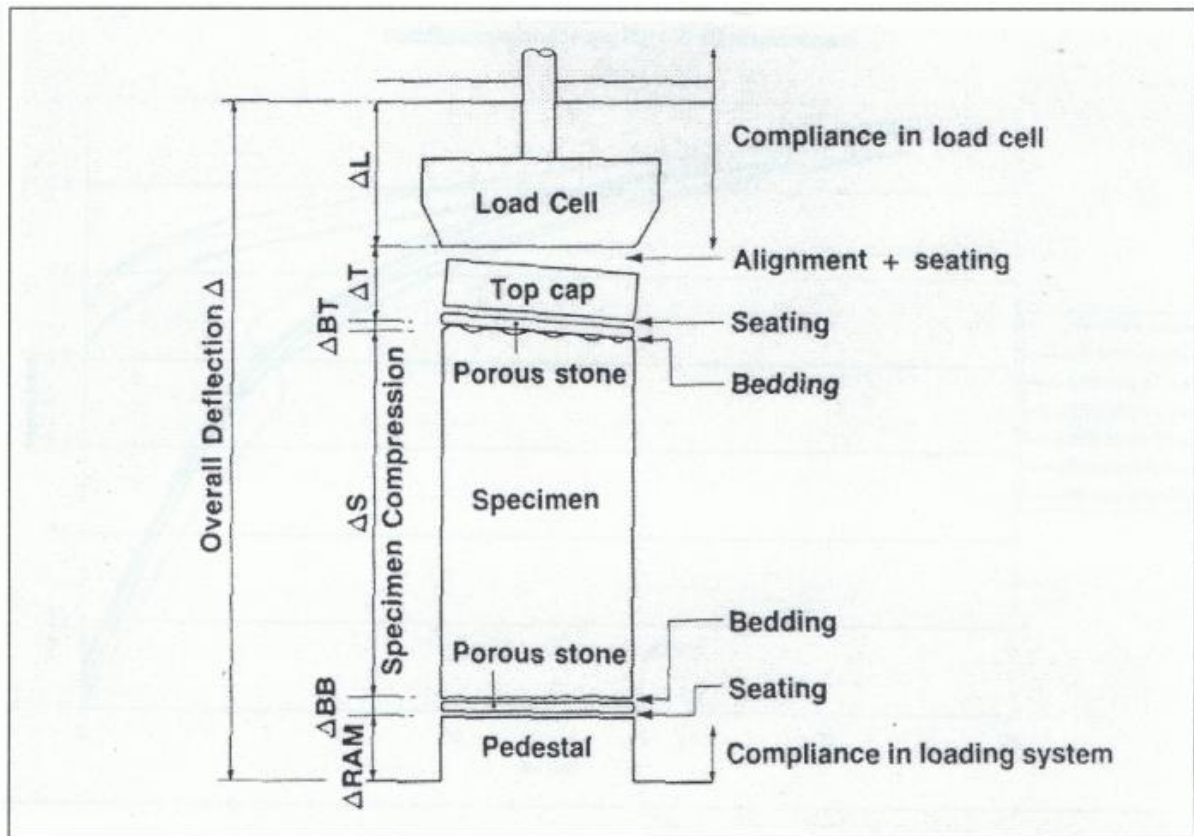 Compliance in load cell
ΔL
Load Cell
Alignment + seating
ΔT
Top cap
Seating
ΔBT
Porous stone
Bedding
Overall Deflection Δ
Specimen Compression
ΔS
Specimen
Bedding
Porous stone
Seating
ΔBB
Pedestal
Compliance in loading system
ΔRAM